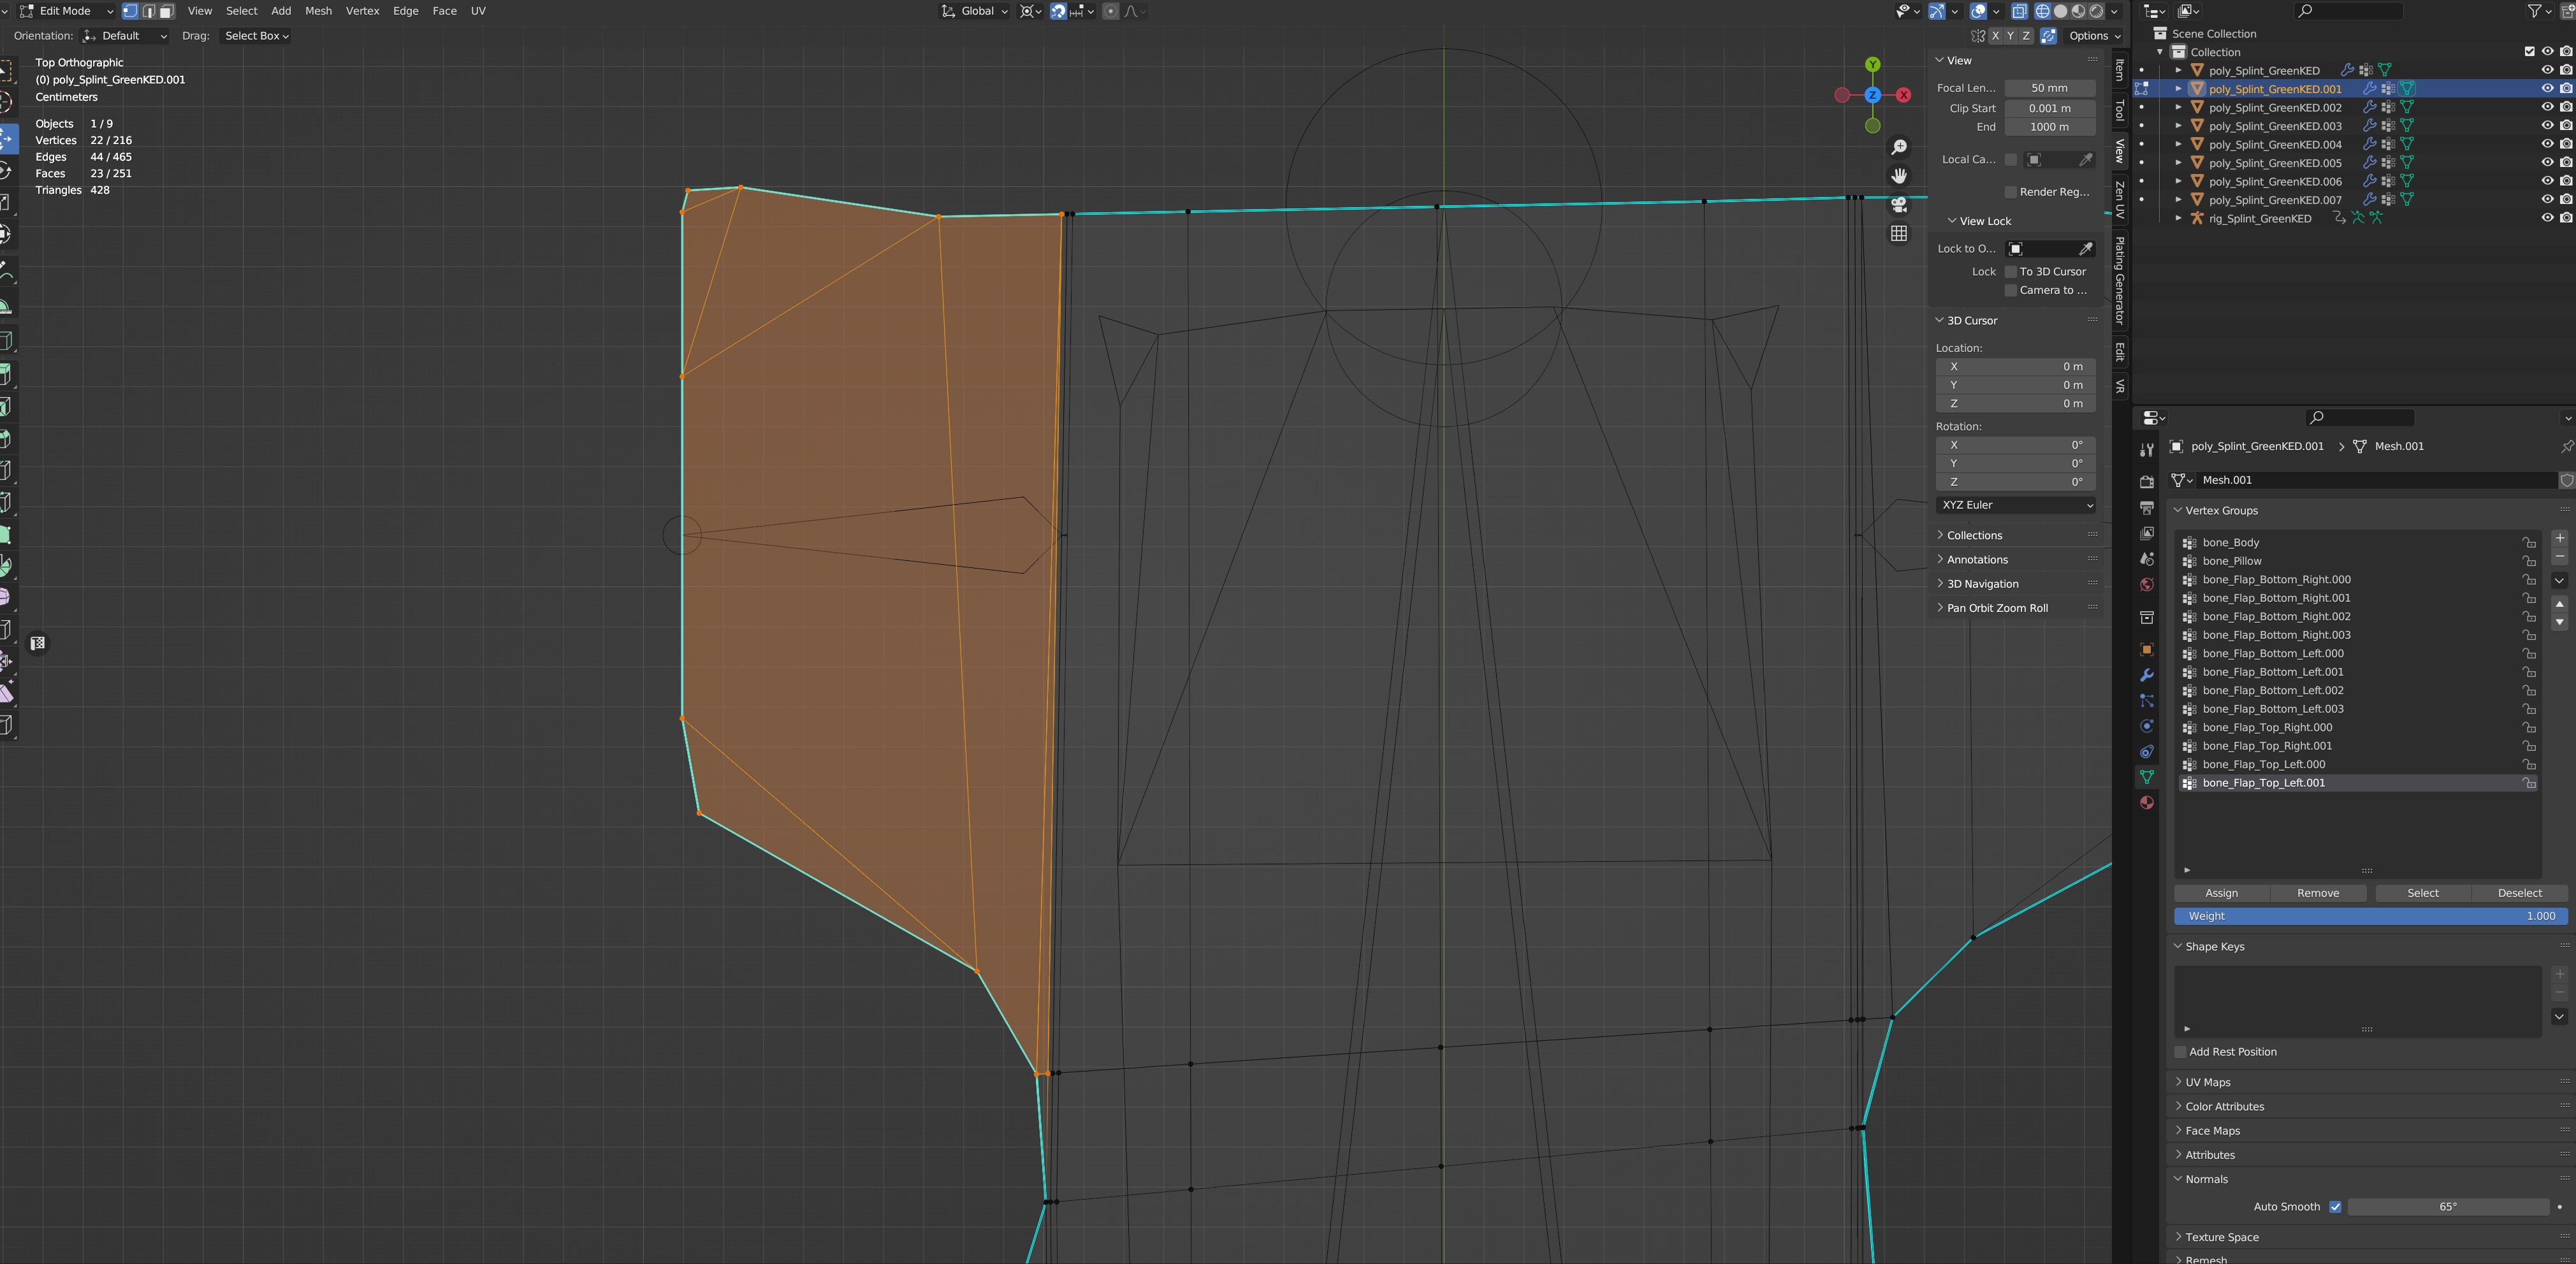 Edit Mode View Select Add Mesh Vertex Edge Face UV Global
Orientation: Default Drag: Select Box X Y Z Options
Top Orthographic
(0) poly_Splint_GreenKED.001
Centimeters
Objects 1 / 9
Vertices 22 / 216
Edges 44 / 465
Faces 23 / 251
Triangles 428
Y
Z
X
View
Focal Len... 50 mm
Clip Start 0.001 m
End 1000 m
Local Ca...
Render Reg...
View Lock
Lock to O...
Lock To 3D Cursor
Camera to ...
3D Cursor
Location:
X 0 m
Y 0 m
Z 0 m
Rotation:
X 0°
Y 0°
Z 0°
XYZ Euler
Collections
Annotations
3D Navigation
Pan Orbit Zoom Roll
Item
Tool
View
Zen UV
Plating Generator
Edit
VR
Scene Collection
Collection
poly_Splint_GreenKED
poly_Splint_GreenKED.001
poly_Splint_GreenKED.002
poly_Splint_GreenKED.003
poly_Splint_GreenKED.004
poly_Splint_GreenKED.005
poly_Splint_GreenKED.006
poly_Splint_GreenKED.007
rig_Splint_GreenKED
poly_Splint_GreenKED.001 > Mesh.001
Mesh.001
Vertex Groups
bone_Body
bone_Pillow
bone_Flap_Bottom_Right.000
bone_Flap_Bottom_Right.001
bone_Flap_Bottom_Right.002
bone_Flap_Bottom_Right.003
bone_Flap_Bottom_Left.000
bone_Flap_Bottom_Left.001
bone_Flap_Bottom_Left.002
bone_Flap_Bottom_Left.003
bone_Flap_Top_Right.000
bone_Flap_Top_Right.001
bone_Flap_Top_Left.000
bone_Flap_Top_Left.001
Assign Remove Select Deselect
Weight 1.000
Shape Keys
Add Rest Position
UV Maps
Color Attributes
Face Maps
Attributes
Normals
Auto Smooth 65°
Texture Space
Remesh